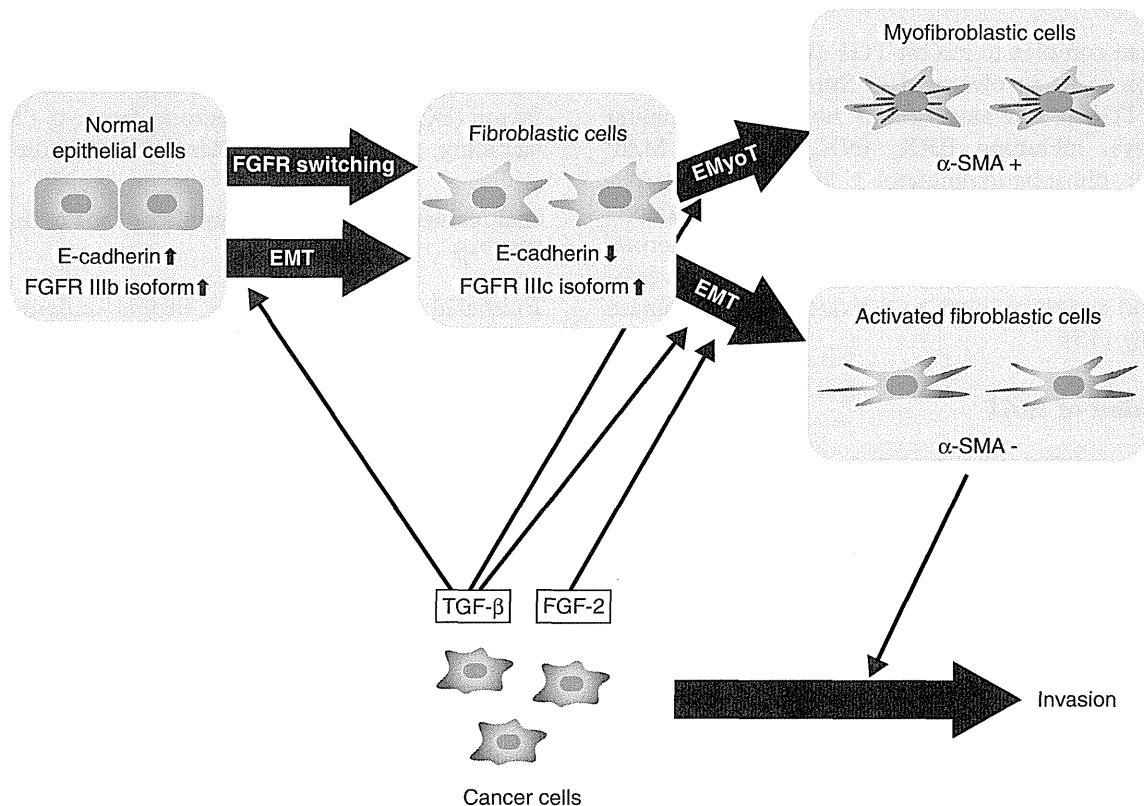 Normal
epithelial cells
E-cadherin⬆
FGFR IIIb isoform⬆
FGFR switching
EMT
Fibroblastic cells
E-cadherin⬇
FGFR IIIc isoform⬆
EMyoT
EMT
Myofibroblastic cells
α-SMA +
Activated fibroblastic cells
α-SMA -
TGF-β
FGF-2
Cancer cells
Invasion